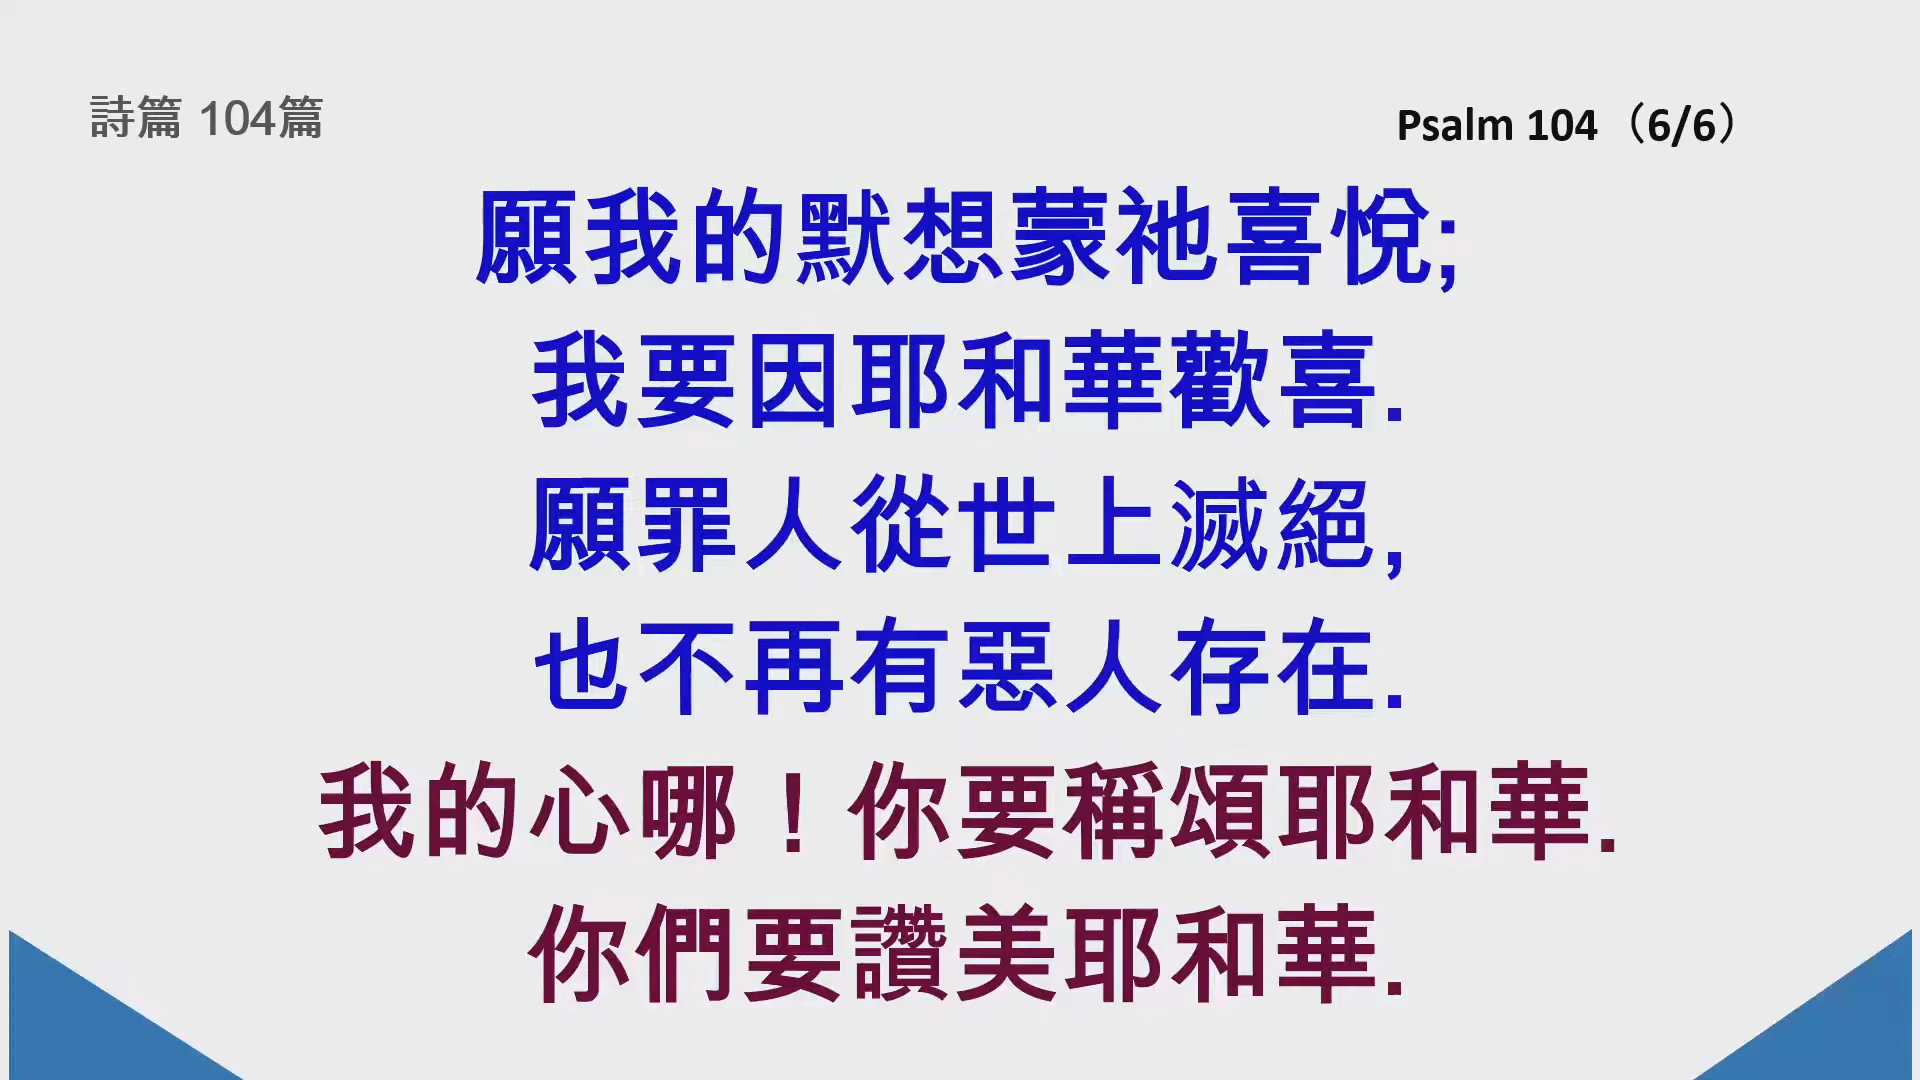 詩篇 104篇
Psalm 104（6/6）
願我的默想蒙祂喜悅;
我要因耶和華歡喜.
願罪人從世上滅絕,
也不再有惡人存在.
我的心哪！你要稱頌耶和華.
你們要讚美耶和華.